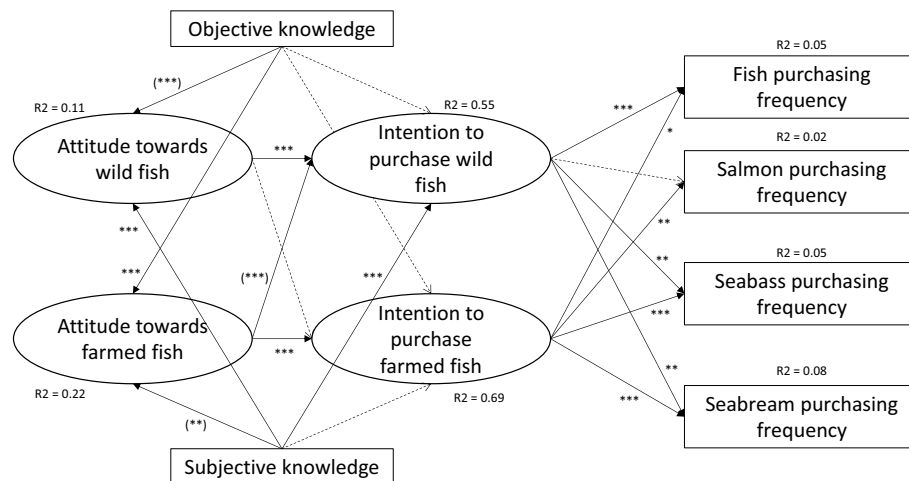 Objective knowledge
R2 = 0.05
Fish purchasing
frequency
(***)
R2 = 0.11
R2 = 0.55
***
Attitude towards
wild fish
***
Intention to
purchase wild
fish
*
R2 = 0.02
Salmon purchasing
frequency
**
***
***
(***)
***
**
R2 = 0.05
Seabass purchasing
frequency
***
Attitude towards
farmed fish
***
Intention to
purchase
farmed fish
**
***
R2 = 0.08
Seabream purchasing
frequency
R2 = 0.22
R2 = 0.69
(**)
Subjective knowledge